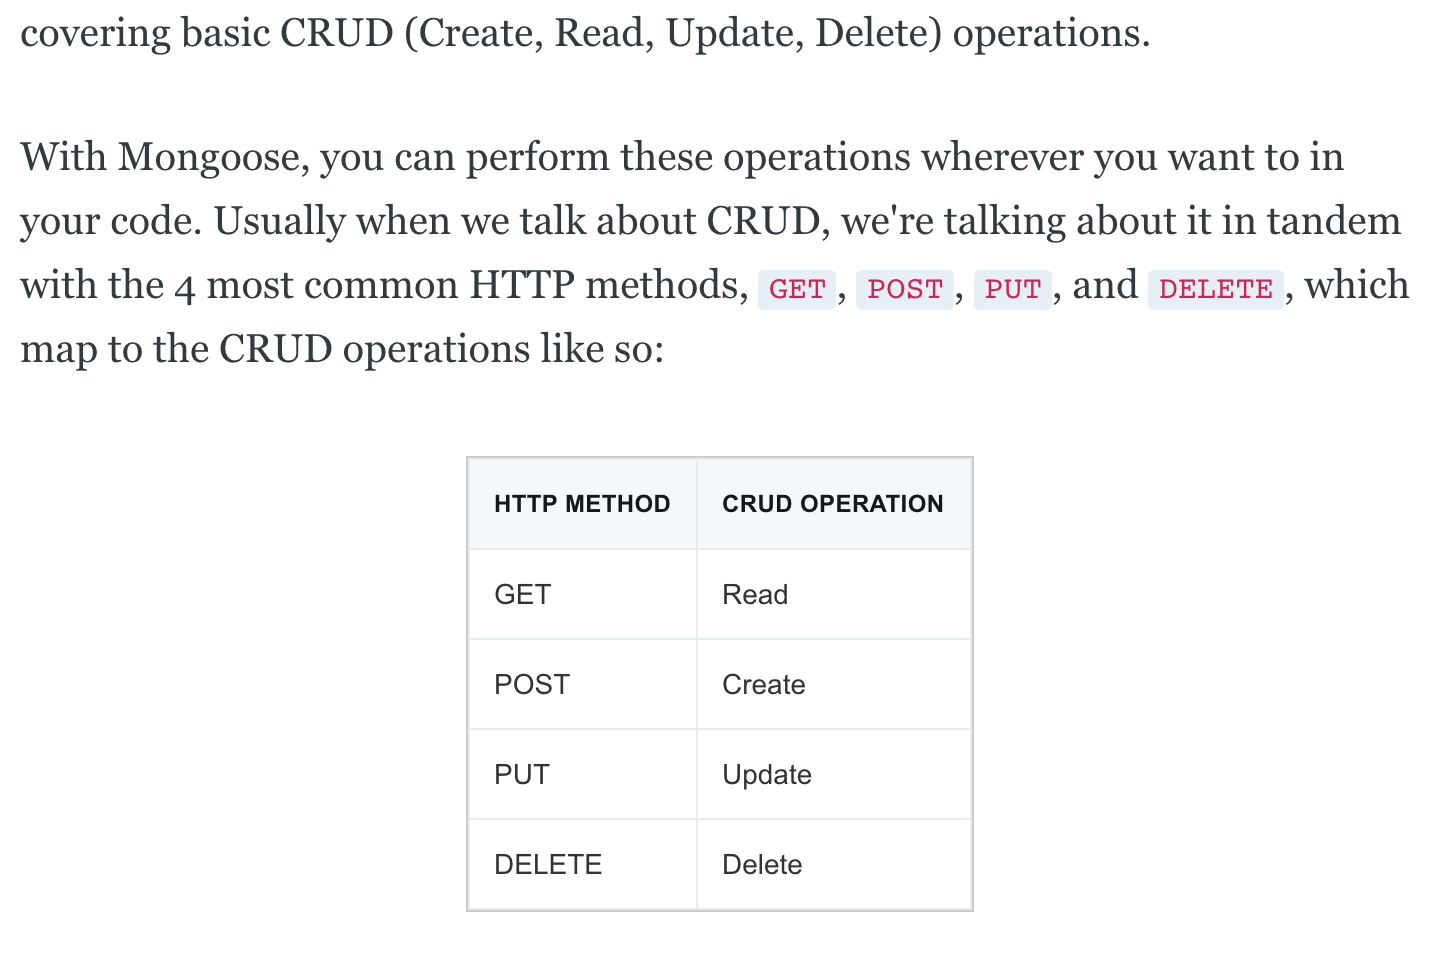 covering basic CRUD (Create, Read, Update, Delete) operations.
With Mongoose, you can perform these operations wherever you want to in
your code. Usually when we talk about CRUD, we're talking about it in tandem
with the 4 most common HTTP methods, GET, POST, PUT, and DELETE, which
map to the CRUD operations like so:
HTTP METHOD CRUD OPERATION
GET Read
POST Create
PUT Update
DELETE Delete